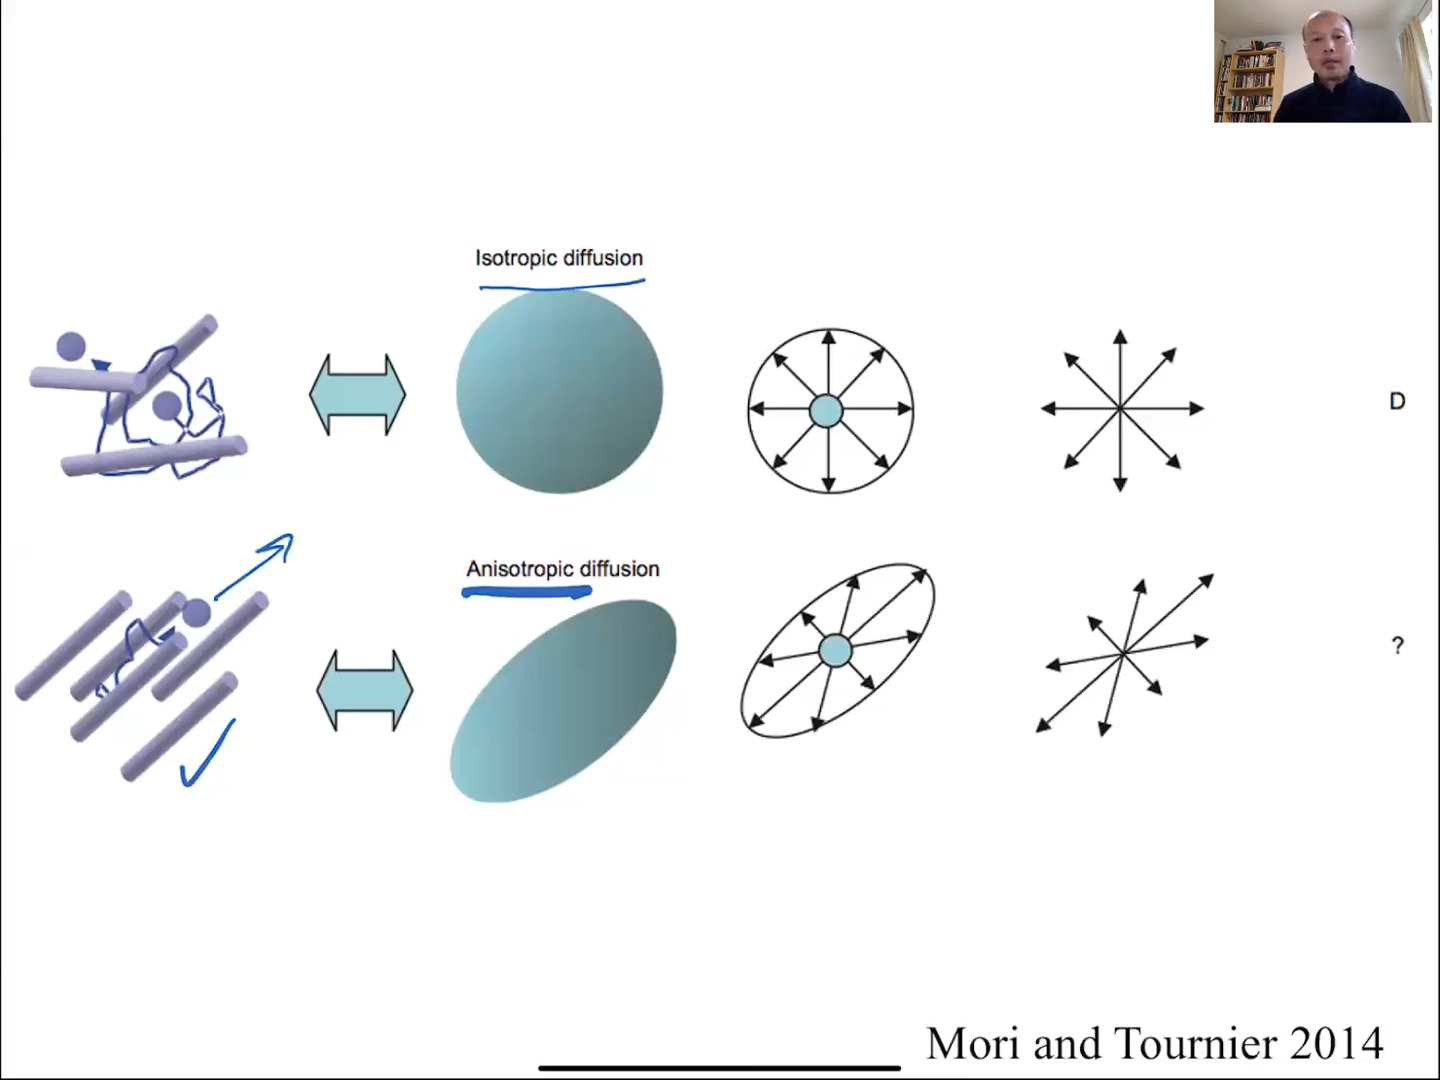 Isotropic diffusion
D
Anisotropic diffusion
?
Mori and Tournier 2014